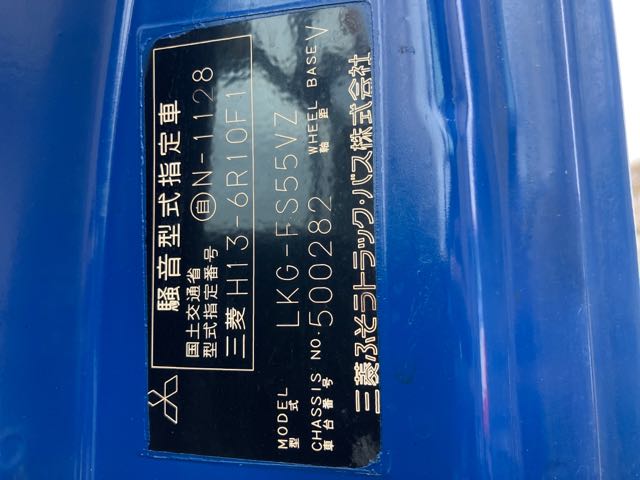 騒音型式指定車
国土交通省
型式指定番号 自N-1128
三菱 H13-6R10F1
MODEL
型式 LKG-FS55VZ
CHASSIS NO. 500282 WHEEL BASE V
車台番号 軸距
三菱ふそうトラック・バス株式会社